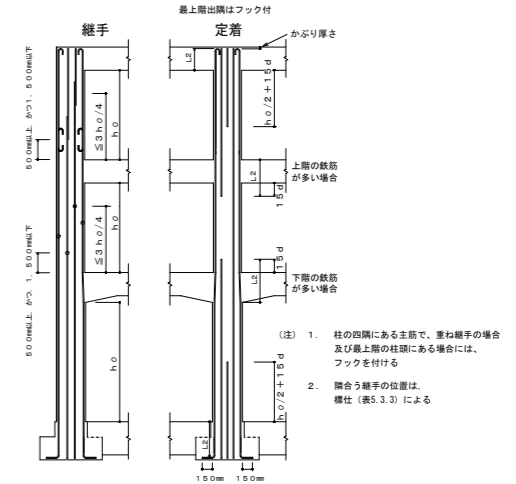 最上階出隅はフック付
継手
定着
かぶり厚さ
L2
ho/2+15d
ho
≦3ho/4
500mm以上、かつ1，500mm以下
上階の鉄筋
が多い場合
L2
15d
ho
≦3ho/4
500mm以上、かつ、1，500mm以下
15d
L2
下階の鉄筋
が多い場合
ho
ho/2+15d
L2
150mm
150mm
（注） 1． 柱の四隅にある主筋で、重ね継手の場合
及び最上階の柱頭にある場合には、
フックを付ける
2． 隣合う継手の位置は、
標仕（表5.3.3）による